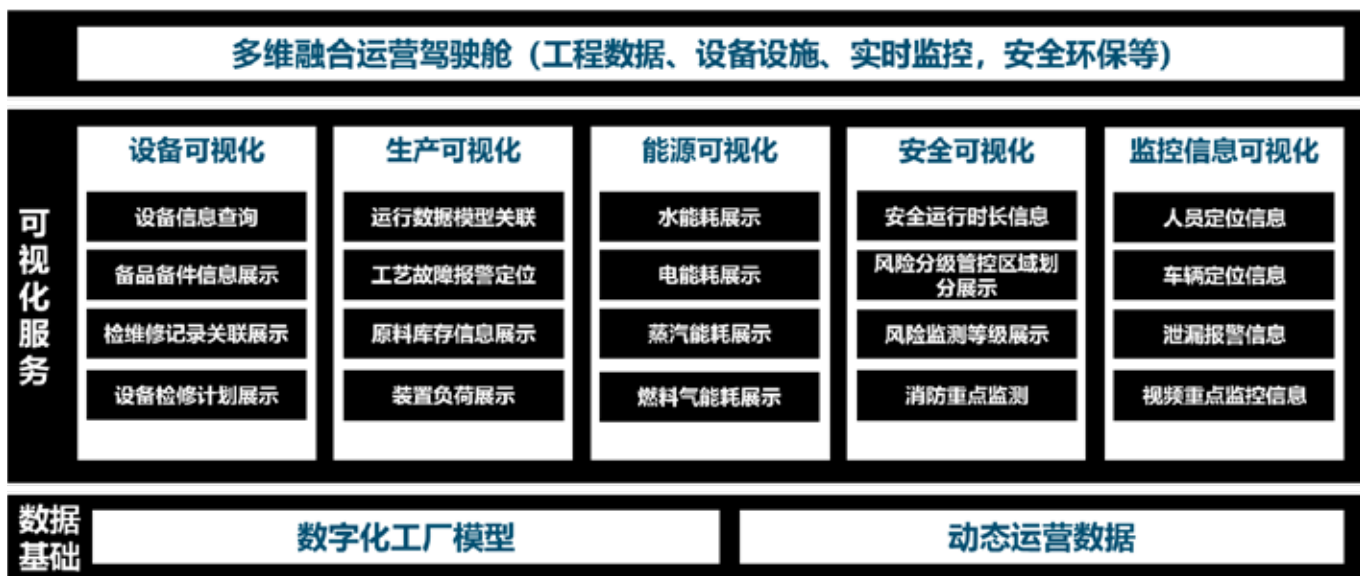 多维融合运营驾驶舱（工程数据、设备设施、实时监控，安全环保等）
可视化服务
设备可视化
设备信息查询
备品备件信息展示
检维修记录关联展示
设备检修计划展示
生产可视化
运行数据模型关联
工艺故障报警定位
原料库存信息展示
装置负荷展示
能源可视化
水能耗展示
电能耗展示
蒸汽能耗展示
燃料气能耗展示
安全可视化
安全运行时长信息
风险分级管控区域划
分展示
风险监测等级展示
消防重点监测
监控信息可视化
人员定位信息
车辆定位信息
泄漏报警信息
视频重点监控信息
数据
基础
数字化工厂模型
动态运营数据